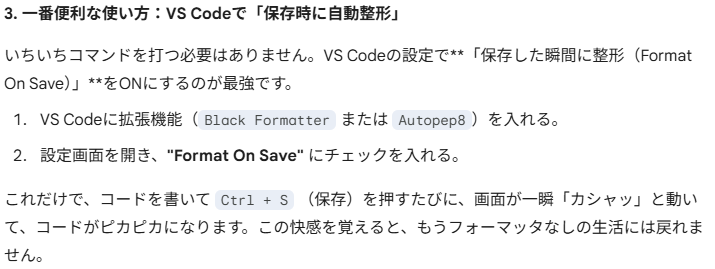 3. 一番便利な使い方：VS Codeで「保存時に自動整形」
いちいちコマンドを打つ必要はありません。VS Codeの設定で**「保存した瞬間に整形（Format
On Save）」**をONにするのが最強です。
1. VS Codeに拡張機能（ Black Formatter または Autopep8 ）を入れる。
2. 設定画面を開き、"Format On Save" にチェックを入れる。
これだけで、コードを書いて Ctrl + S （保存）を押すたびに、画面が一瞬「カシャッ」と動い
て、コードがピカピカになります。この快感を覚えると、もうフォーマッタなしの生活には戻れま
せん。